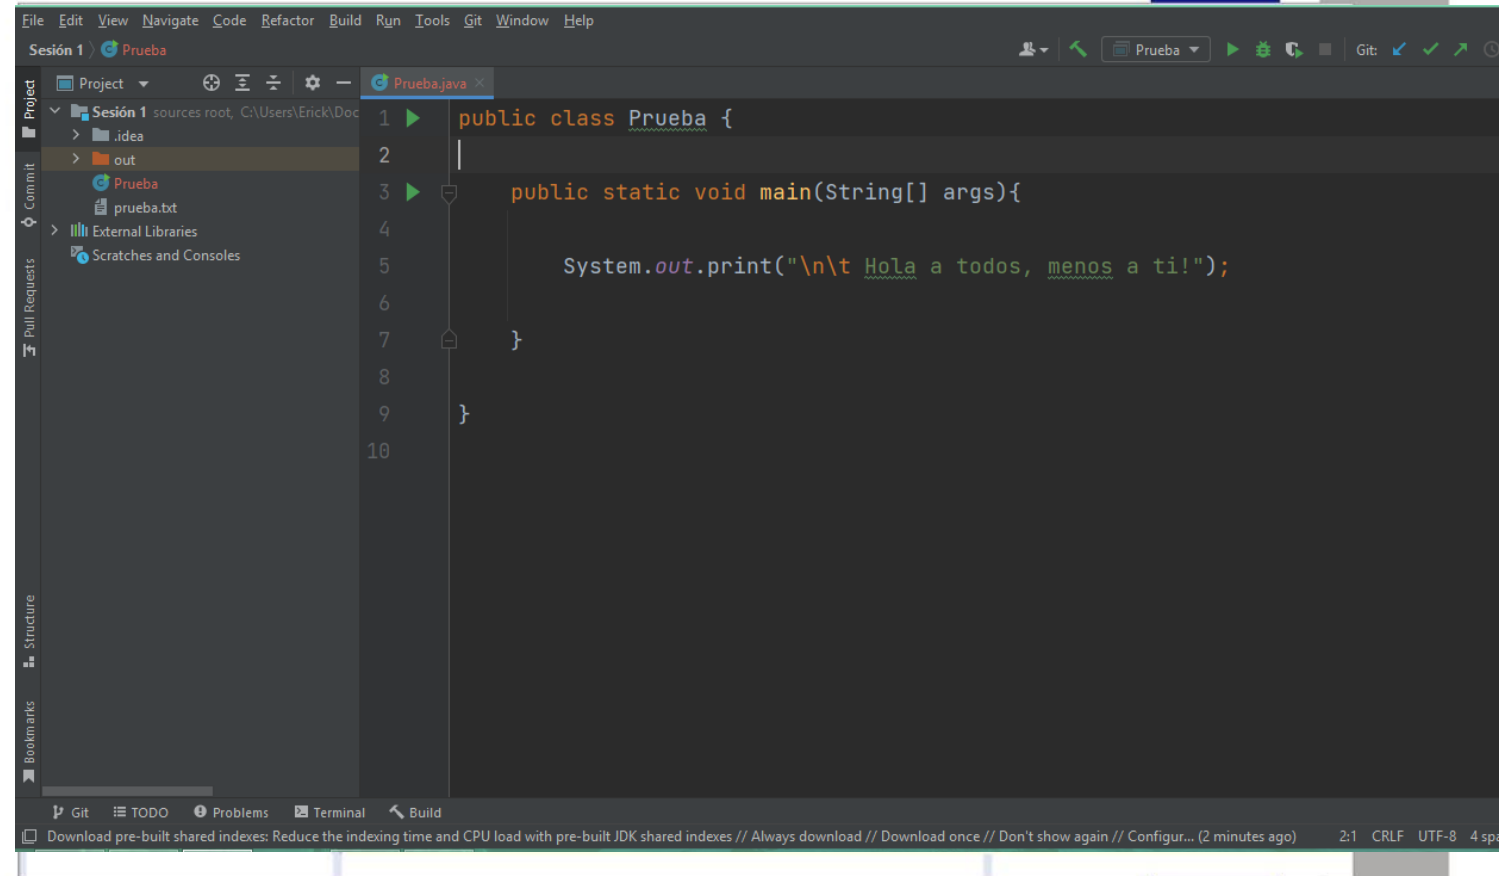 File Edit View Navigate Code Refactor Build Run Tools Git Window Help
Sesión 1 Prueba
Prueba Git:
Project
Prueba.java
Project
Commit
Pull Requests
Structure
Bookmarks
Sesión 1 sources root, C:\Users\Erick\Doc
.idea
out
Prueba
prueba.txt
External Libraries
Scratches and Consoles
1 public class Prueba {
2
3 public static void main(String[] args){
4
5 System.out.print("\n\t Hola a todos, menos a ti!");
6
7 }
8
9 }
10
Git TODO Problems Terminal Build
Download pre-built shared indexes: Reduce the indexing time and CPU load with pre-built JDK shared indexes // Always download // Download once // Don't show again // Configur... (2 minutes ago) 2:1 CRLF UTF-8 4 spa